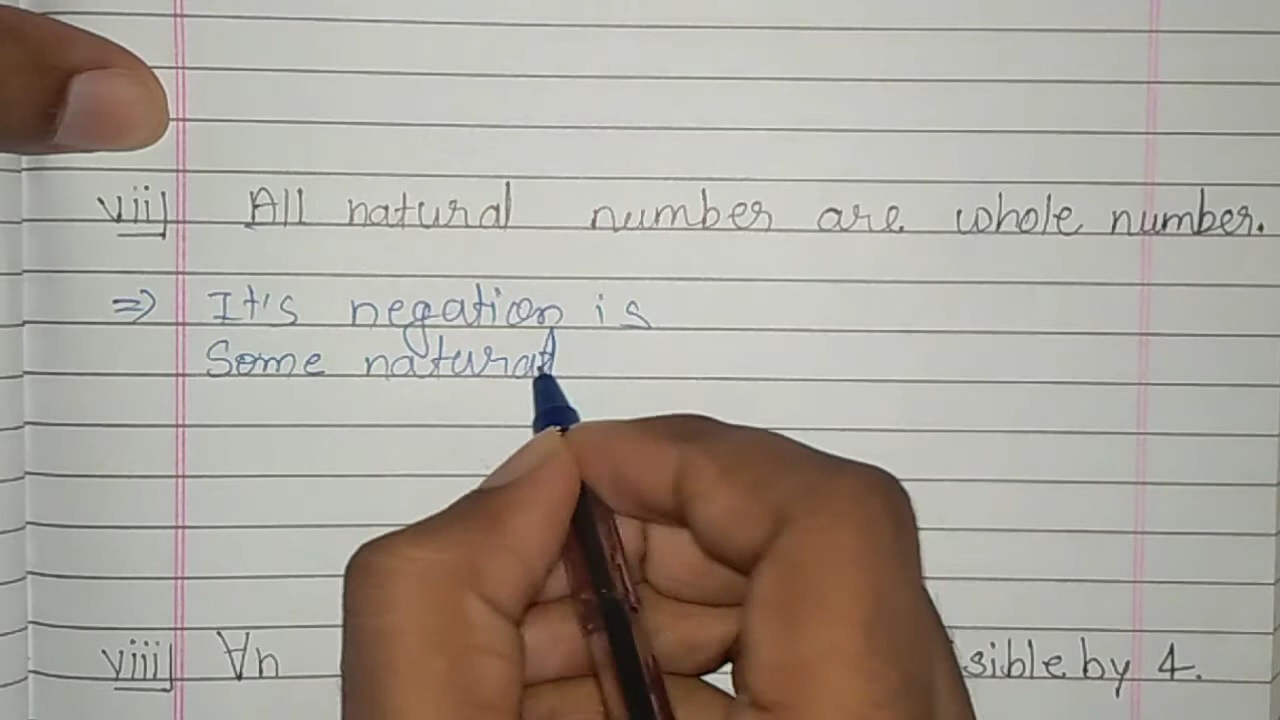 vii) All natural number are whole number.
⇒ It's negation is
Some natural
viii) ∀n sible by 4.